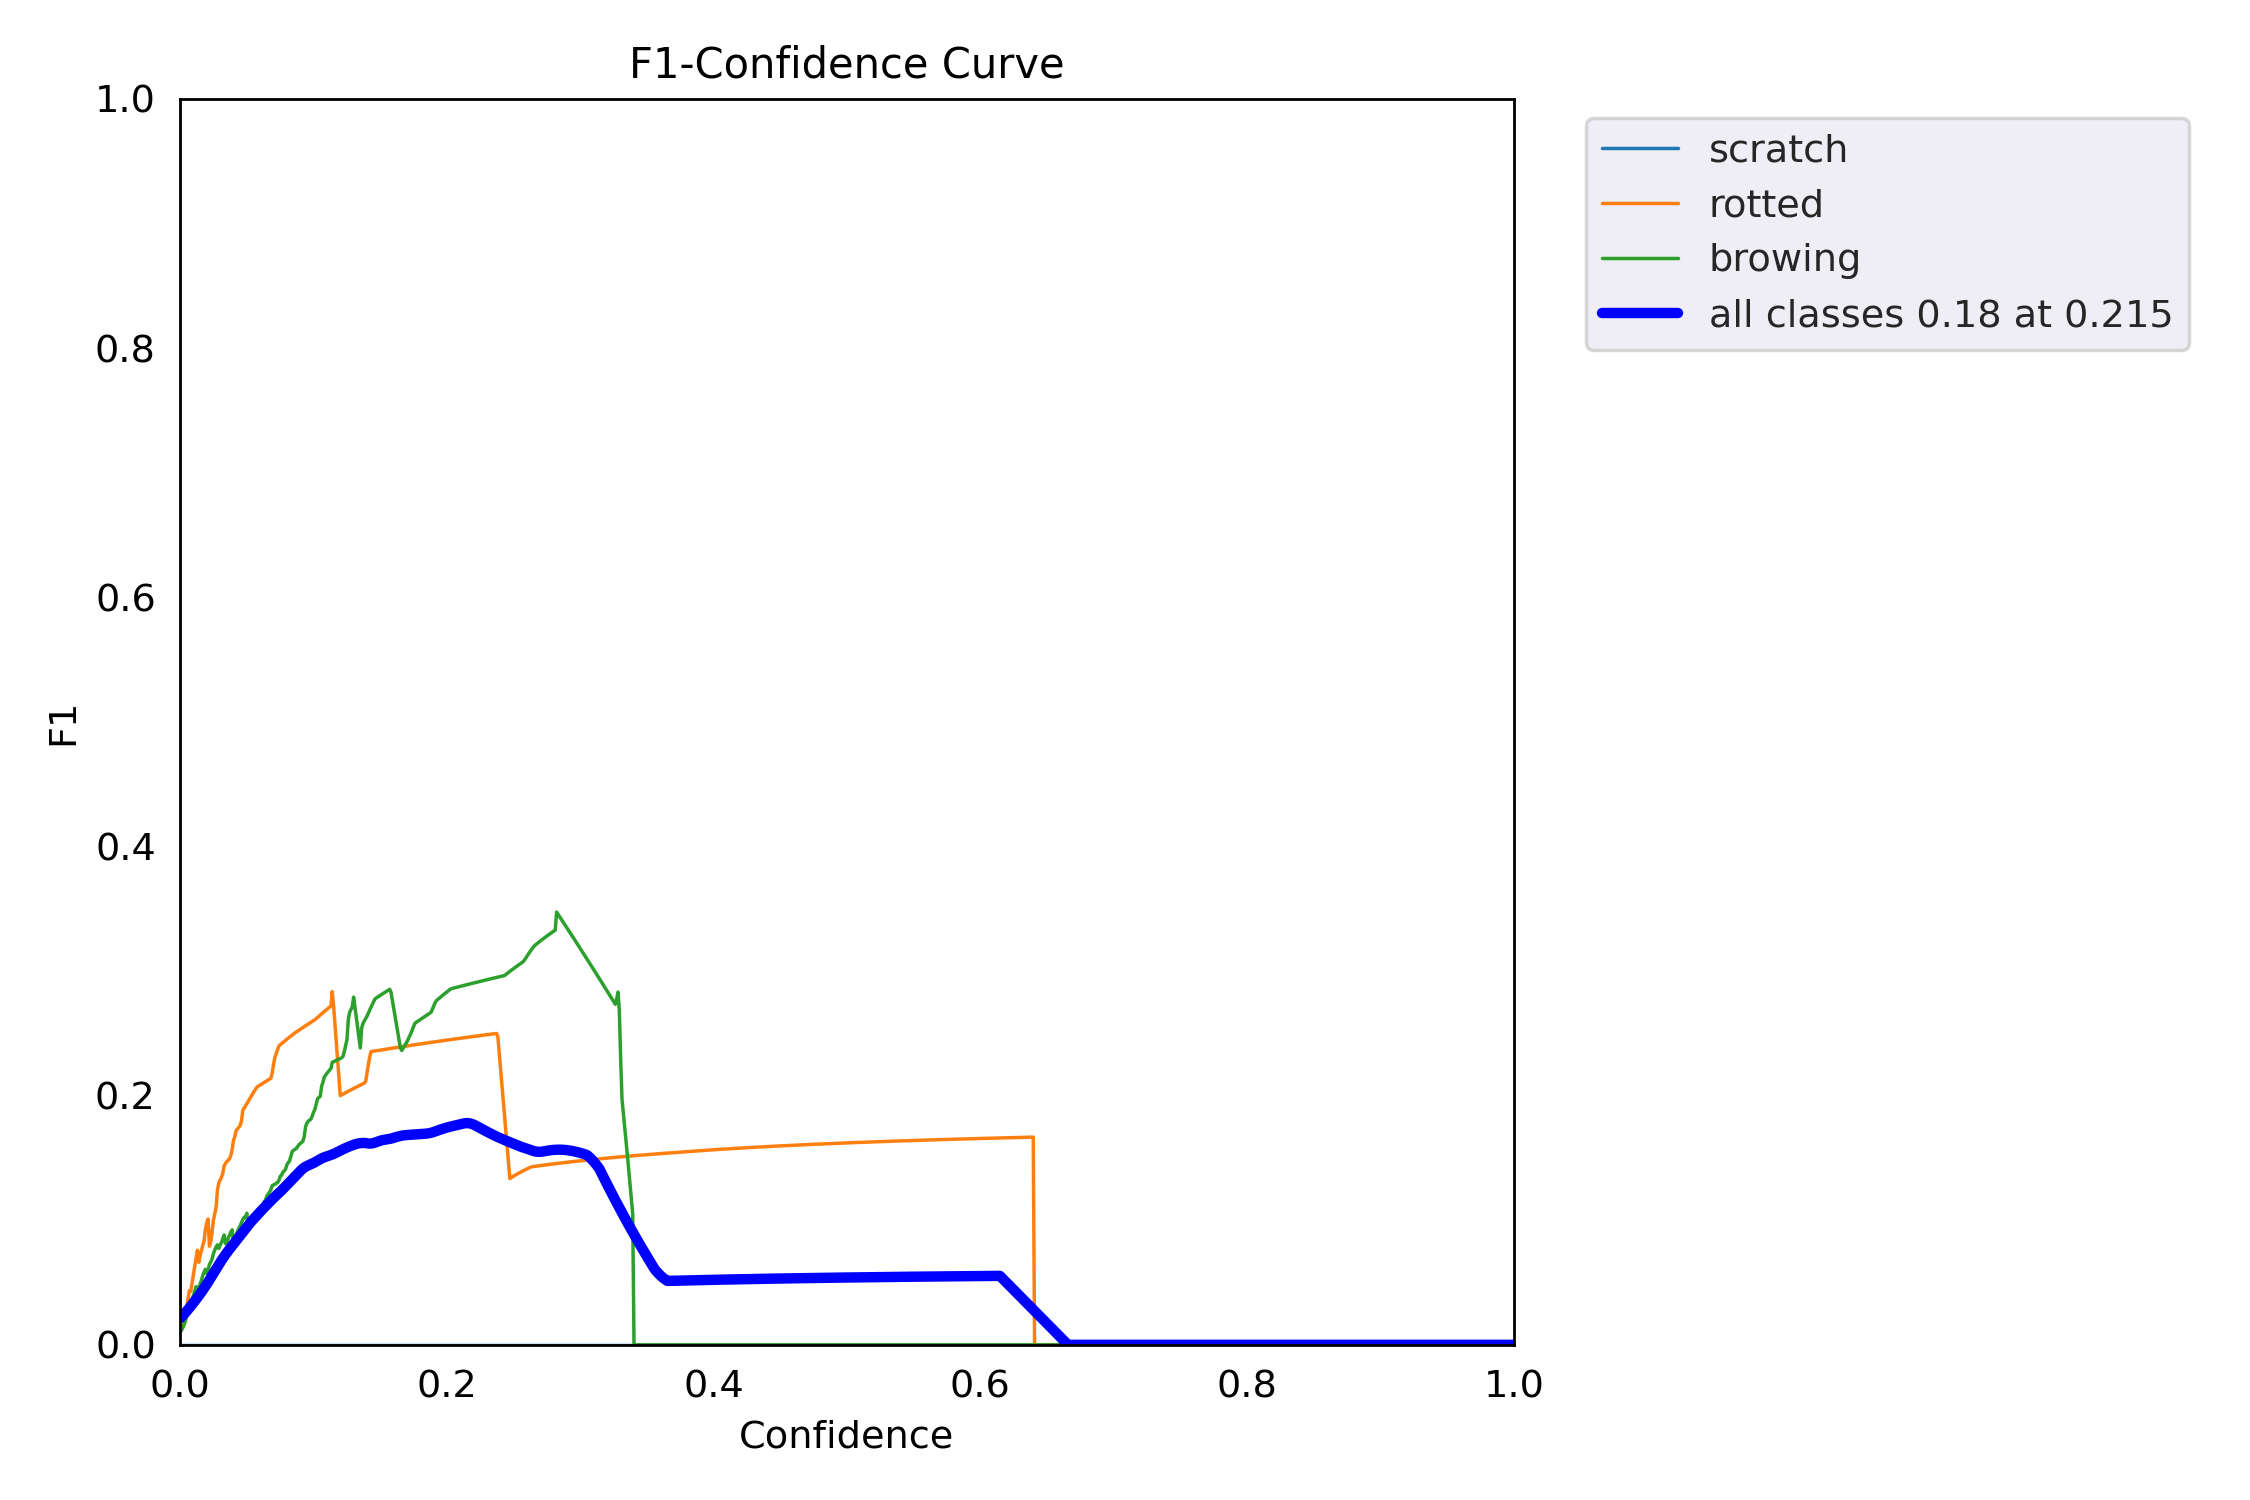 F1-Confidence Curve
1.0
0.8
0.6
0.4
0.2
0.0
F1
0.0 0.2 0.4 0.6 0.8 1.0
Confidence
scratch
rotted
browing
all classes 0.18 at 0.215